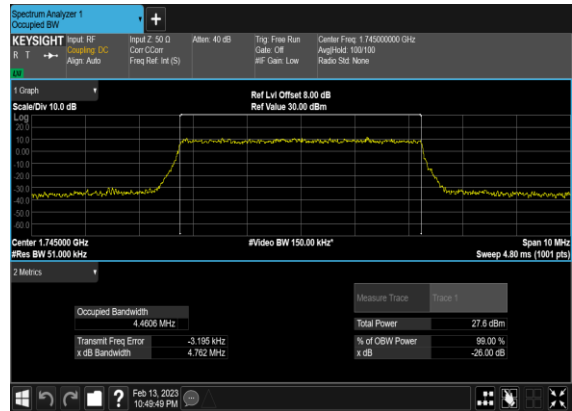 Spectrum Analyzer 1
Occupied BW
KEYSIGHT Input: RF Input Z: 50 Ω Atten: 40 dB Trig: Free Run Center Freq: 1.745000000 GHz
R T Coupling: DC Corr CCorr Gate: Off Avg|Hold: 100/100
Align: Auto Freq Ref: Int (S) #IF Gain: Low Radio Std: None
1 Graph
Ref Lvl Offset 8.00 dB
Scale/Div 10.0 dB Ref Value 30.00 dBm
Log
20.0
10.0
0.00
-10.0
-20.0
-30.0
-40.0
-50.0
-60.0
Center 1.745000 GHz #Video BW 150.00 kHz* Span 10 MHz
#Res BW 51.000 kHz Sweep 4.80 ms (1001 pts)
2 Metrics
Measure Trace Trace 1
Occupied Bandwidth
4.4606 MHz Total Power 27.6 dBm
Transmit Freq Error -3.195 kHz % of OBW Power 99.00 %
x dB Bandwidth 4.762 MHz x dB -26.00 dB
? Feb 13, 2023
10:49:49 PM